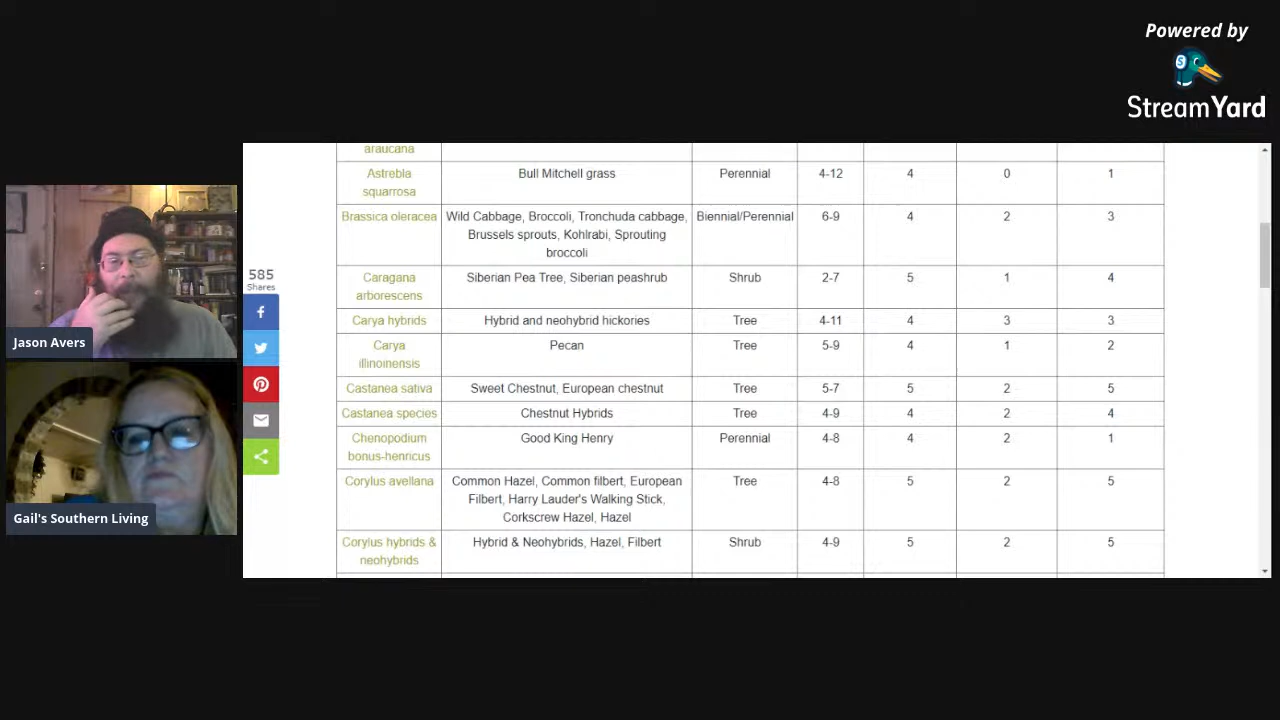 Powered by
StreamYard
araucana
Astrebla squarrosa Bull Mitchell grass Perennial 4-12 4 0 1
Brassica oleracea Wild Cabbage, Broccoli, Tronchuda cabbage, Brussels sprouts, Kohlrabi, Sprouting broccoli Biennial/Perennial 6-9 4 2 3
Caragana arborescens Siberian Pea Tree, Siberian peashrub Shrub 2-7 5 1 4
Carya hybrids Hybrid and neohybrid hickories Tree 4-11 4 3 3
Carya illinoinensis Pecan Tree 5-9 4 1 2
Castanea sativa Sweet Chestnut, European chestnut Tree 5-7 5 2 5
Castanea species Chestnut Hybrids Tree 4-9 4 2 4
Chenopodium bonus-henricus Good King Henry Perennial 4-8 4 2 1
Corylus avellana Common Hazel, Common filbert, European Filbert, Harry Lauder's Walking Stick, Corkscrew Hazel, Hazel Tree 4-8 5 2 5
Corylus hybrids & neohybrids Hybrid & Neohybrids, Hazel, Filbert Shrub 4-9 5 2 5
585
Shares
Jason Avers
Gail's Southern Living